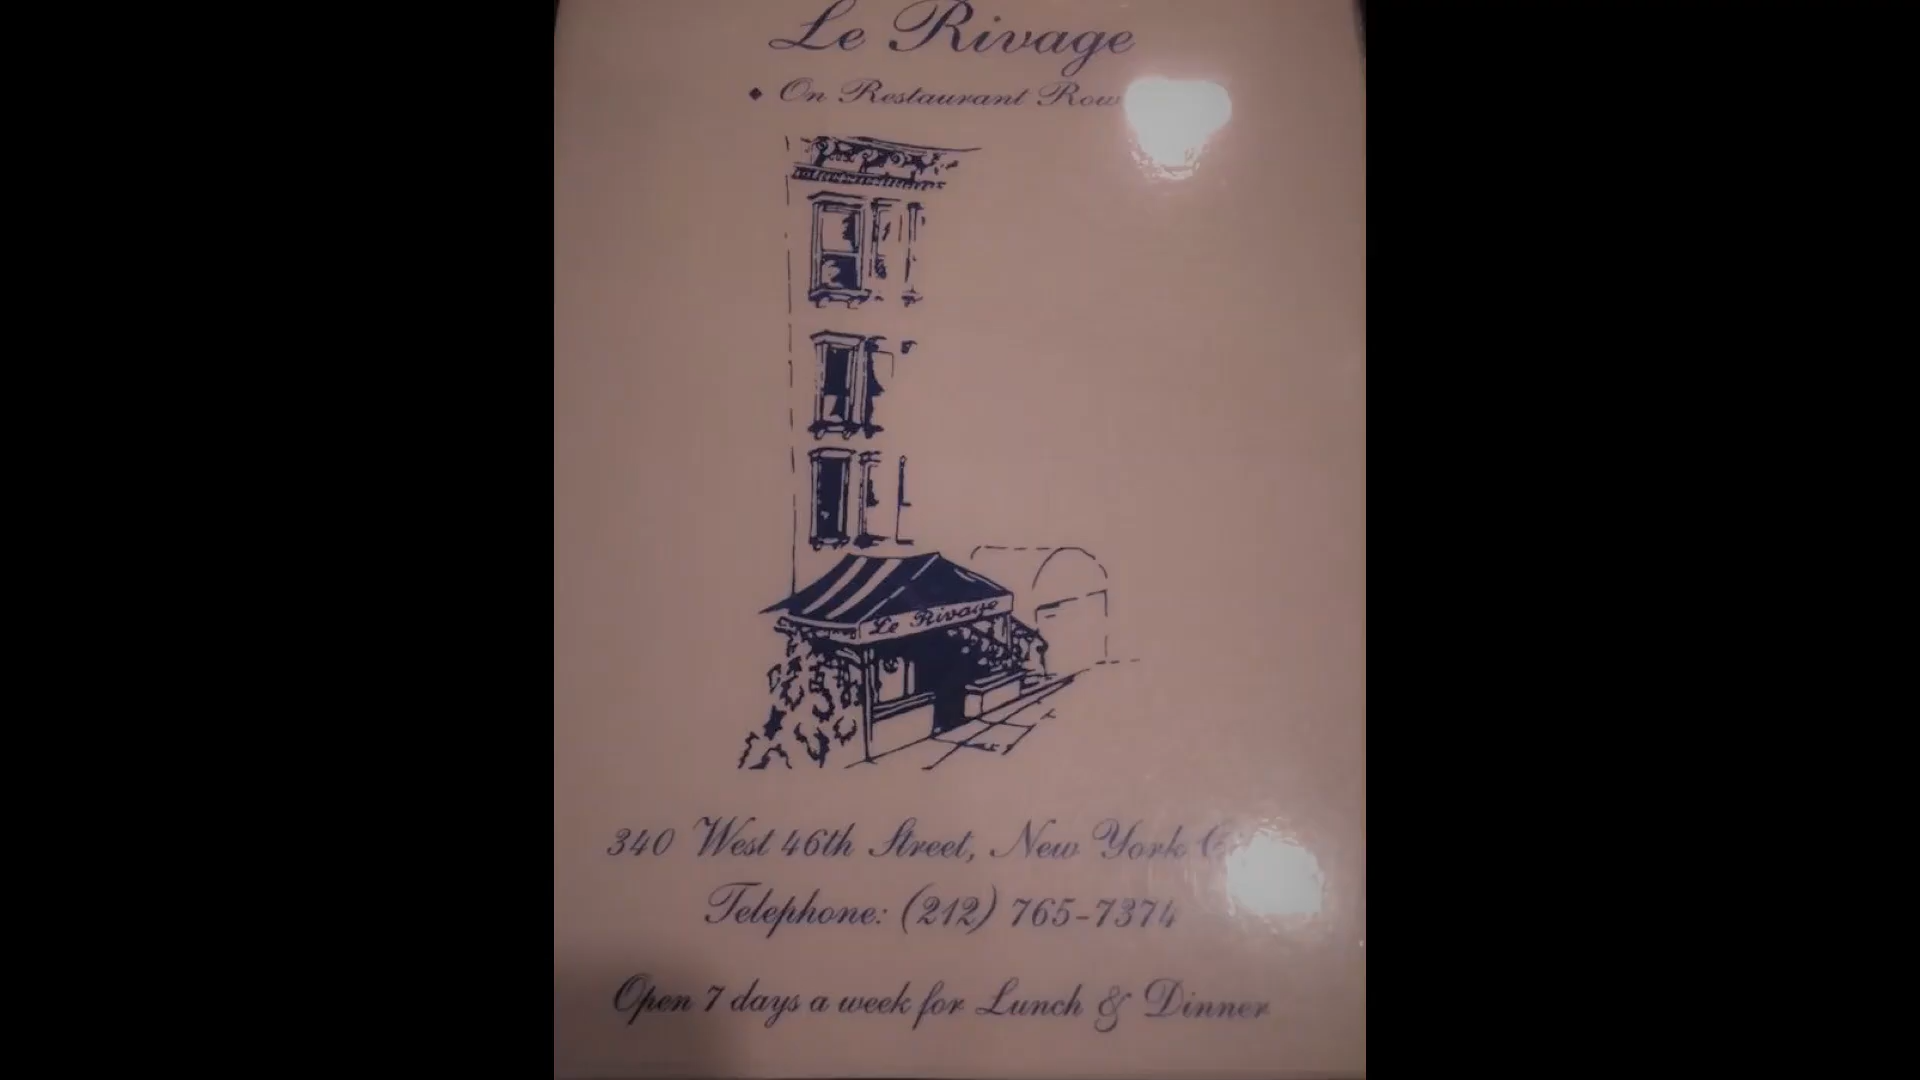 Le Rivage
• On Restaurant Row
Le Rivage
340 West 46th Street, New York
Telephone: (212) 765-7374
Open 7 days a week for Lunch & Dinner